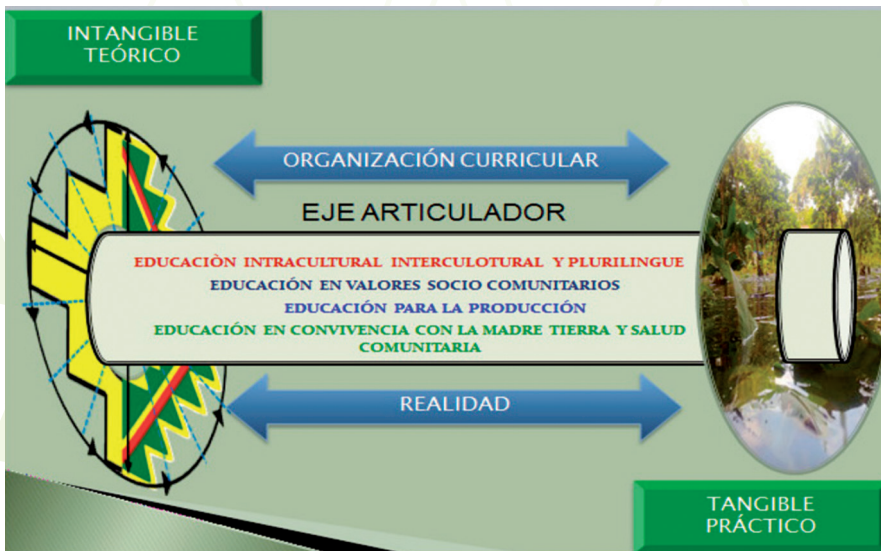 INTANGIBLE
TEÓRICO
ORGANIZACIÓN CURRICULAR
EJE ARTICULADOR
EDUCACIÒN INTRACULTURAL INTERCULOTURAL Y PLURILINGUE
EDUCACIÓN EN VALORES SOCIO COMUNITARIOS
EDUCACIÓN PARA LA PRODUCCIÓN
EDUCACIÓN EN CONVIVENCIA CON LA MADRE TIERRA Y SALUD
COMUNITARIA
REALIDAD
TANGIBLE
PRÁCTICO